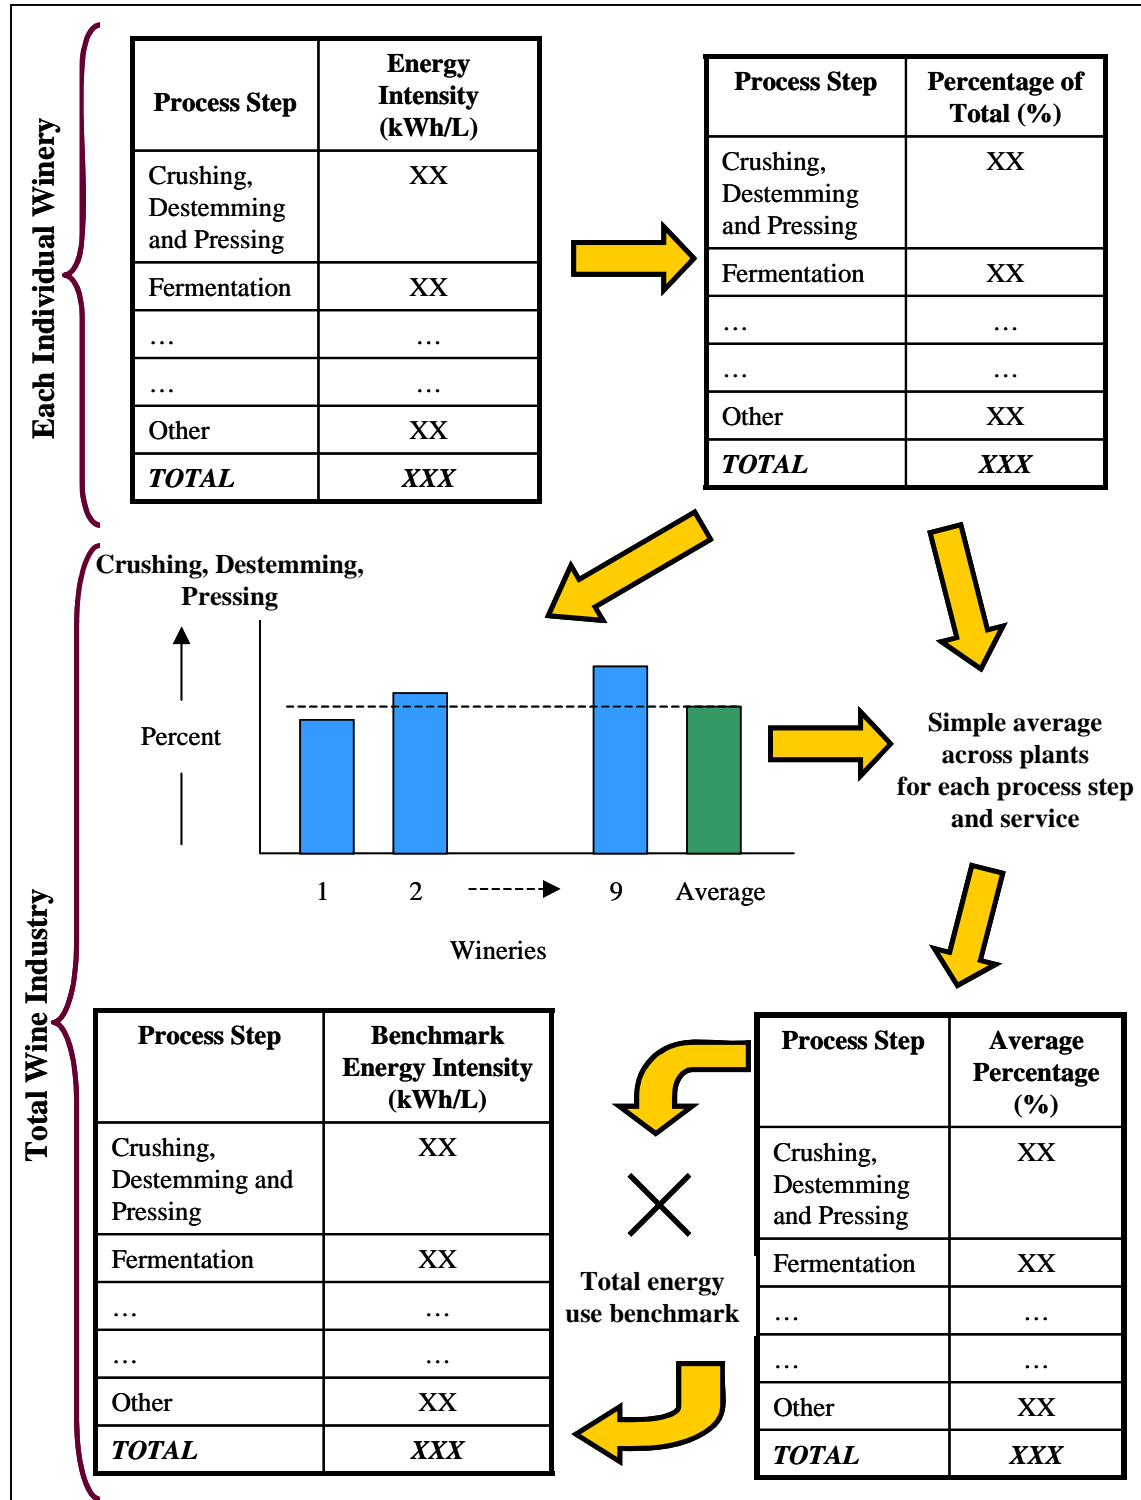 Each Individual Winery
Process Step
Energy
Intensity
(kWh/L)
Crushing,
Destemming
and Pressing
XX
Fermentation
XX
…
…
…
…
Other
XX
TOTAL
XXX
Process Step
Percentage of
Total (%)
Crushing,
Destemming
and Pressing
XX
Fermentation
XX
…
…
…
…
Other
XX
TOTAL
XXX
Total Wine Industry
Crushing, Destemming,
Pressing
Percent
1
2
9
Average
Wineries
Simple average
across plants
for each process step
and service
Process Step
Benchmark
Energy Intensity
(kWh/L)
Crushing,
Destemming and
Pressing
XX
Fermentation
XX
…
…
…
…
Other
XX
TOTAL
XXX
Total energy
use benchmark
Process Step
Average
Percentage
(%)
Crushing,
Destemming
and Pressing
XX
Fermentation
XX
…
…
…
…
Other
XX
TOTAL
XXX